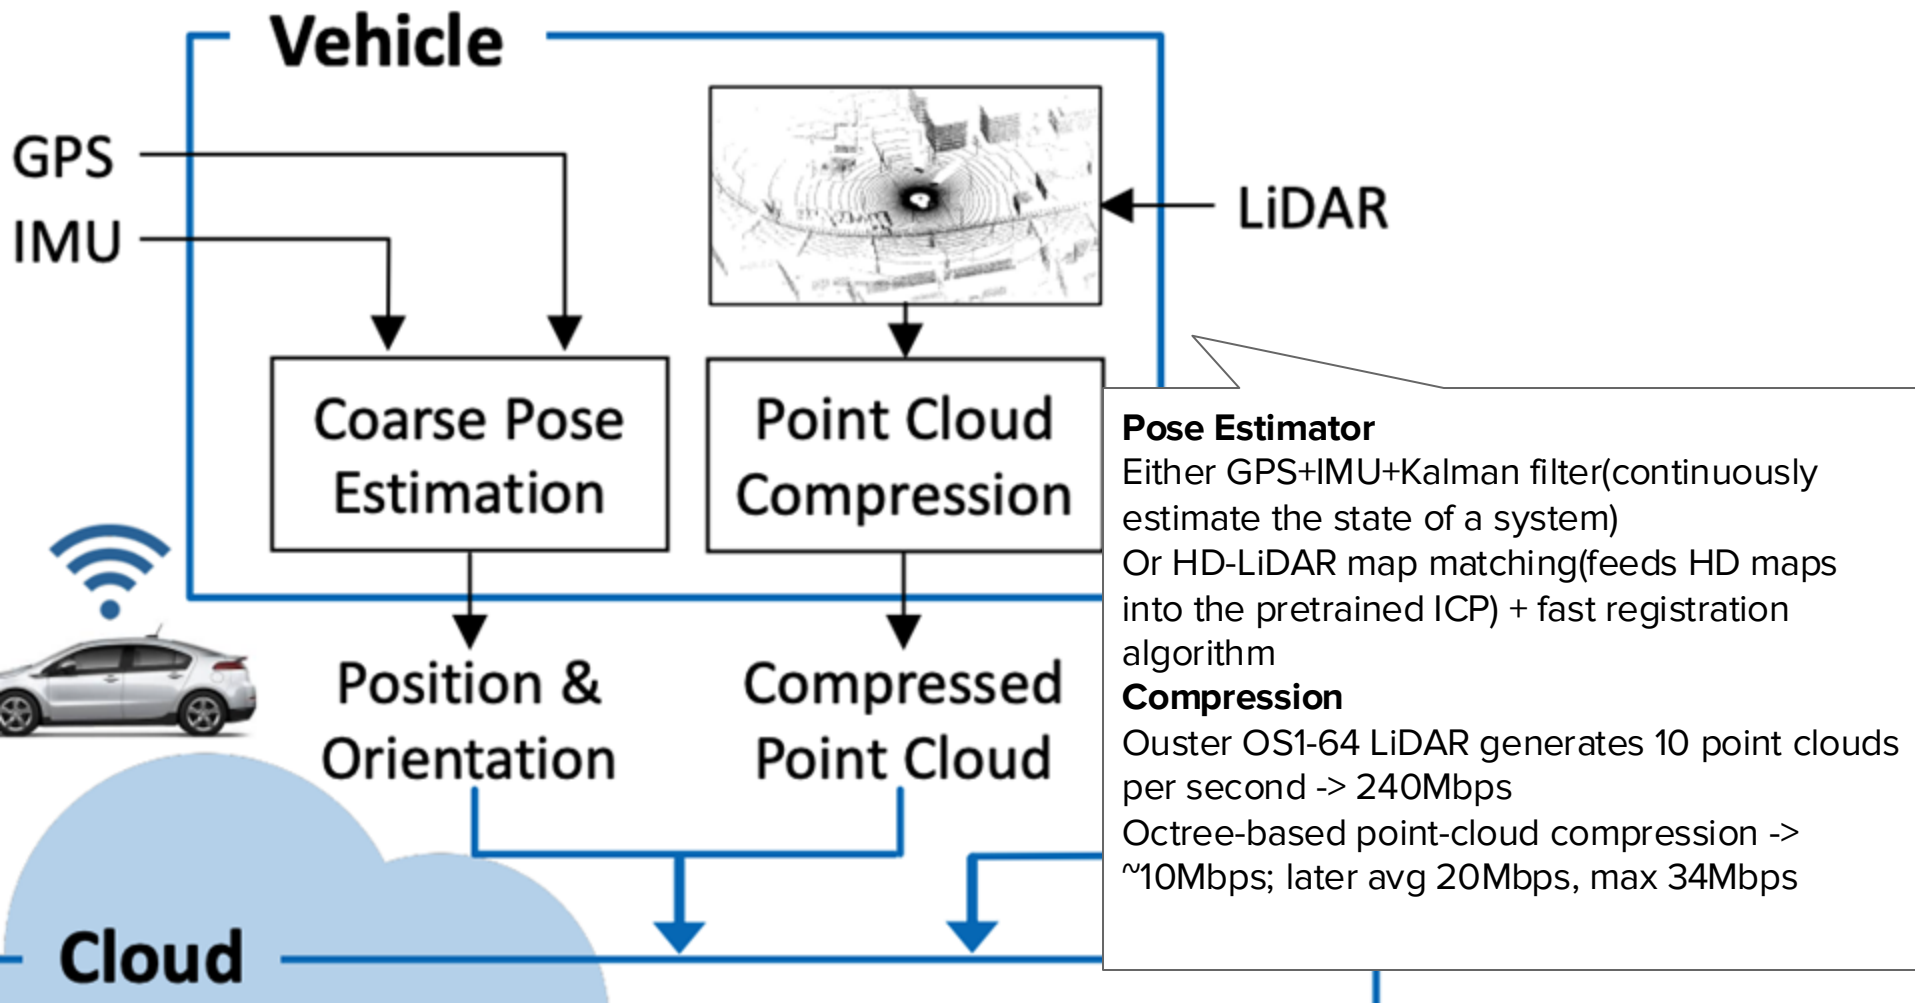 Vehicle
GPS
IMU
LiDAR
Coarse Pose
Estimation
Point Cloud
Compression
Position &
Orientation
Compressed
Point Cloud
Cloud
Pose Estimator
Either GPS+IMU+Kalman filter(continuously
estimate the state of a system)
Or HD-LiDAR map matching(feeds HD maps
into the pretrained ICP) + fast registration
algorithm
Compression
Ouster OS1-64 LiDAR generates 10 point clouds
per second -> 240Mbps
Octree-based point-cloud compression ->
~10Mbps; later avg 20Mbps, max 34Mbps